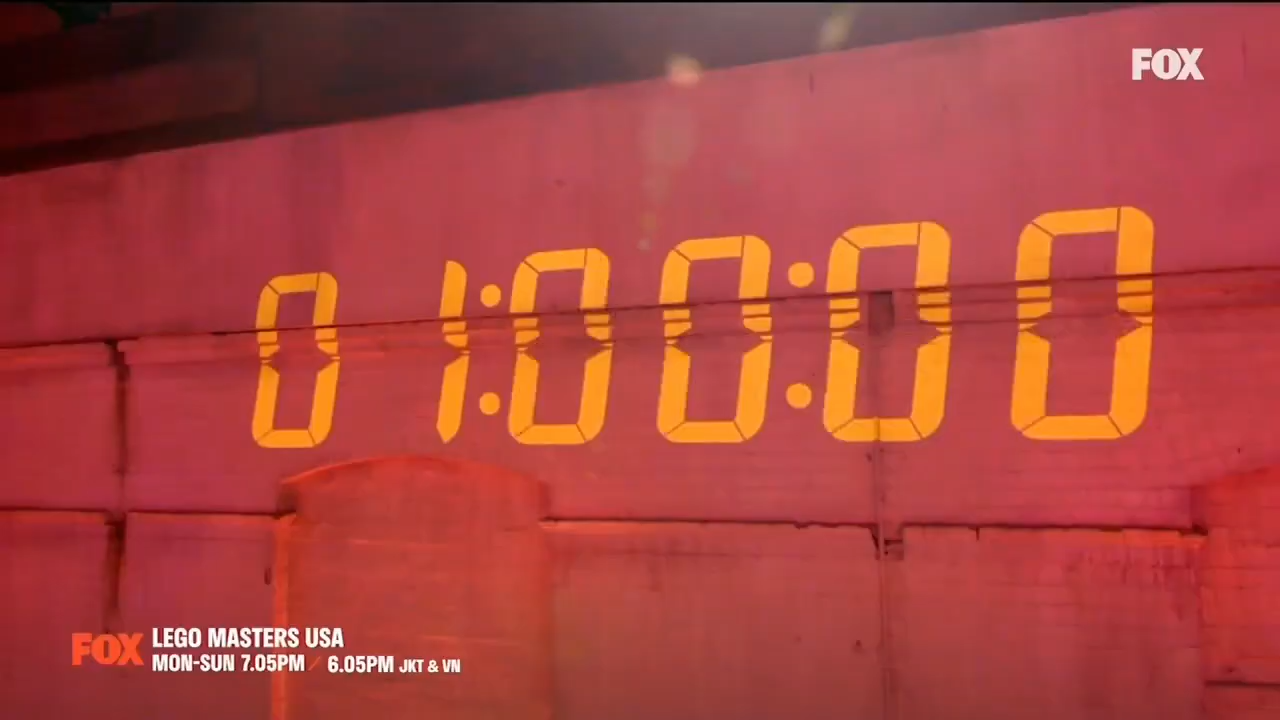 FOX
01:00:00
FOX LEGO MASTERS USA
MON-SUN 7.05PM / 6.05PM JKT & VN